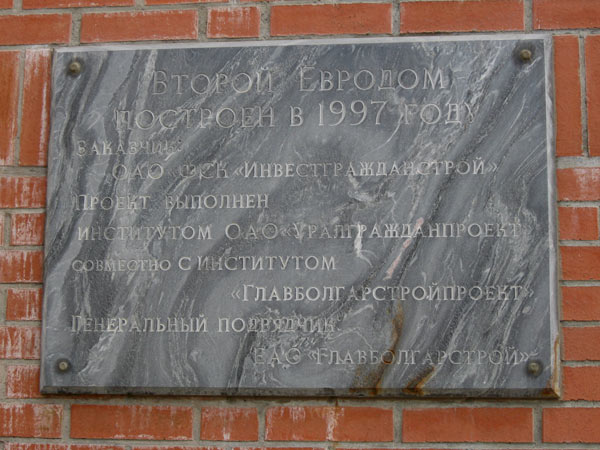 Второй Евродом
построен в 1997 году
Заказчик:
ОАО ФСК «Инвестгражданстрой»
Проект выполнен
институтом ОАО «Уралгражданпроект»
совместно с институтом
«Главболгарстройпроект»
Генеральный подрядчик:
ЕАО «Главболгарстрой»